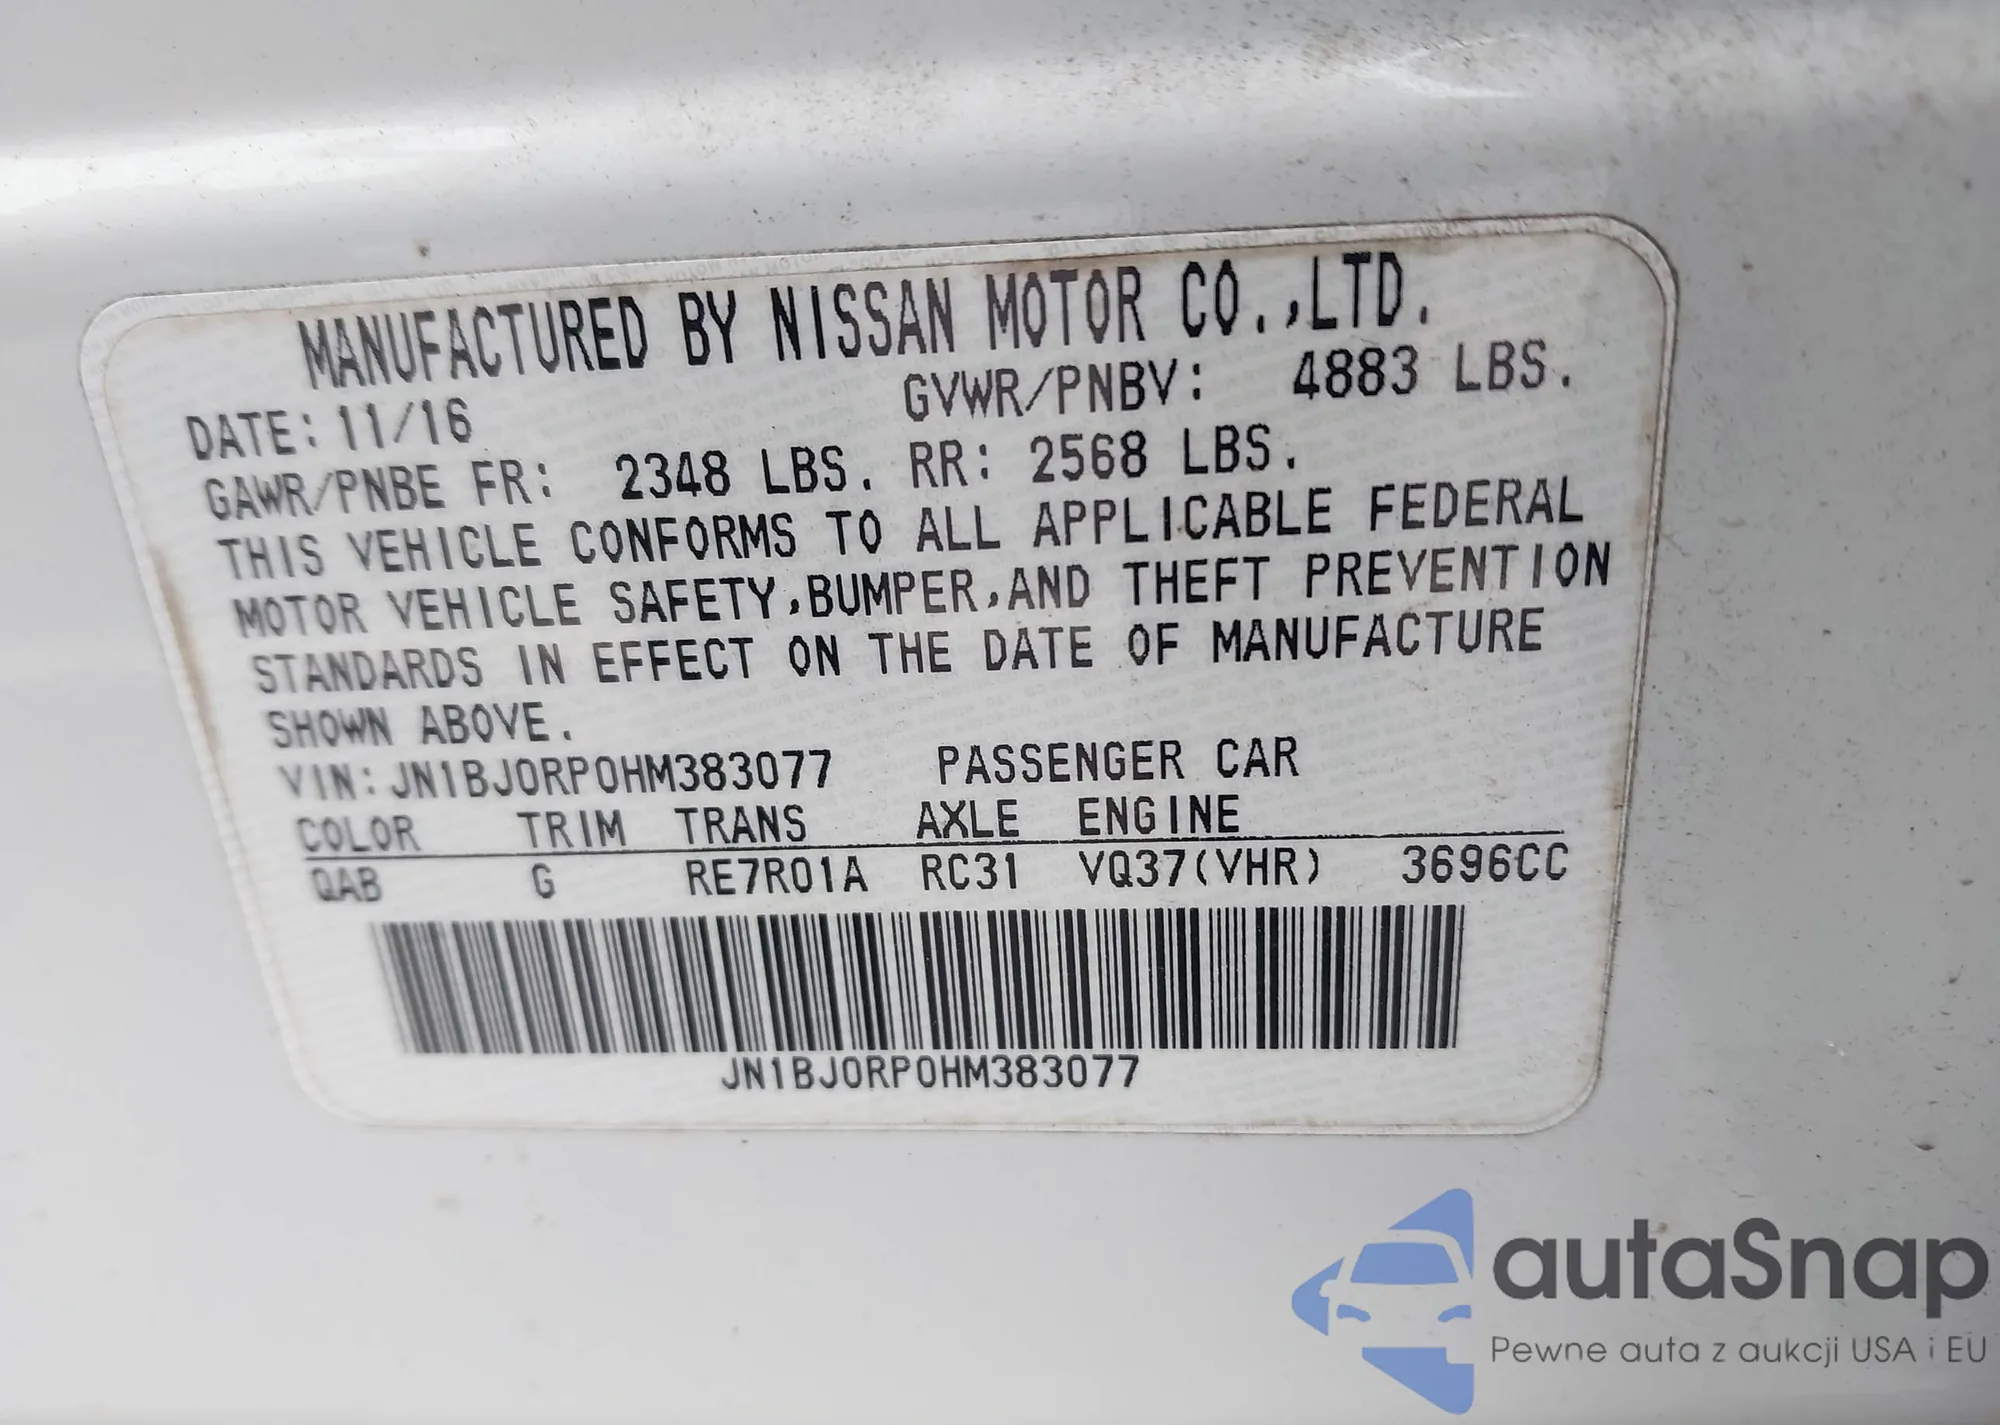 MANUFACTURED BY NISSAN MOTOR CO.,LTD.
DATE: 11/16 GVWR/PNBV: 4883 LBS.
GAWR/PNBE FR: 2348 LBS. RR: 2568 LBS.
THIS VEHICLE CONFORMS TO ALL APPLICABLE FEDERAL
MOTOR VEHICLE SAFETY,BUMPER,AND THEFT PREVENTION
STANDARDS IN EFFECT ON THE DATE OF MANUFACTURE
SHOWN ABOVE.
VIN: JN1BJ0RP0HM383077 PASSENGER CAR
COLOR TRIM TRANS AXLE ENGINE
QAB G RE7R01A RC31 VQ37(VHR) 3696CC
JN1BJ0RP0HM383077
autaSnap
Pewne auta z aukcji USA i EU